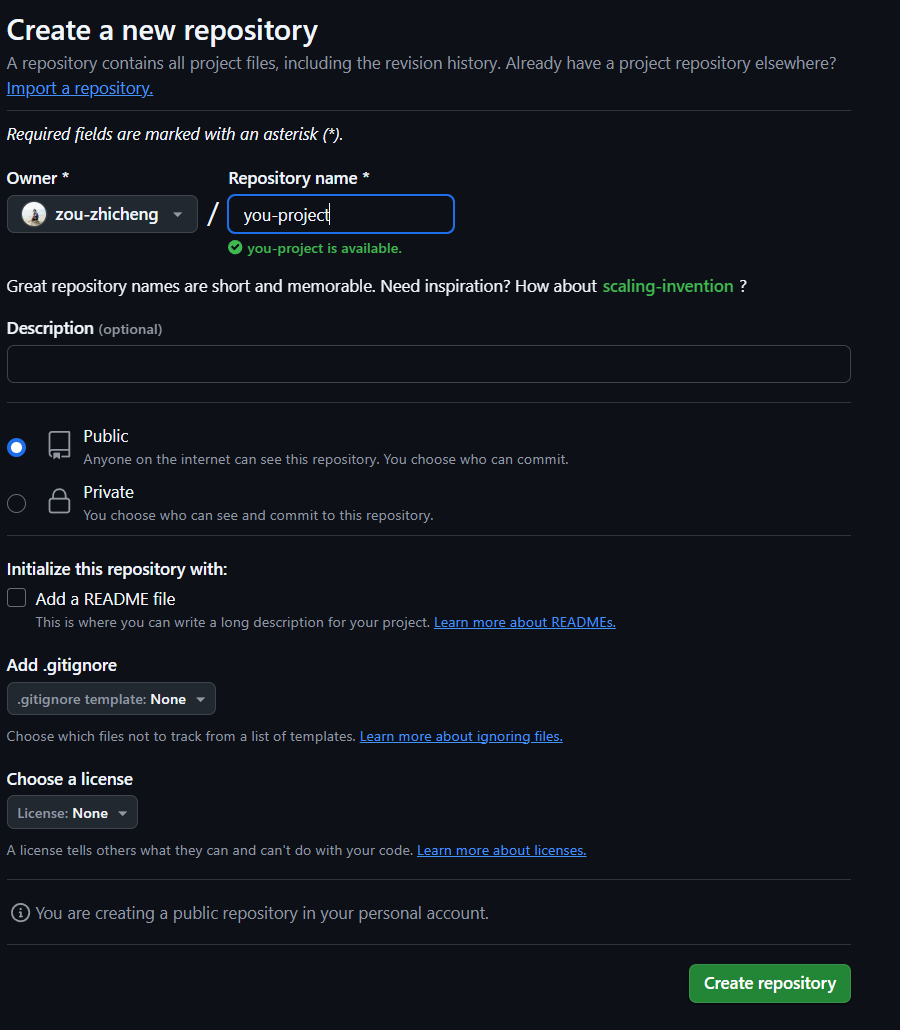 Create a new repository
A repository contains all project files, including the revision history. Already have a project repository elsewhere?
Import a repository.
Required fields are marked with an asterisk (*).
Owner * Repository name *
zou-zhicheng / you-project
you-project is available.
Great repository names are short and memorable. Need inspiration? How about scaling-invention ?
Description (optional)
Public
Anyone on the internet can see this repository. You choose who can commit.
Private
You choose who can see and commit to this repository.
Initialize this repository with:
Add a README file
This is where you can write a long description for your project. Learn more about READMEs.
Add .gitignore
.gitignore template: None
Choose which files not to track from a list of templates. Learn more about ignoring files.
Choose a license
License: None
A license tells others what they can and can't do with your code. Learn more about licenses.
You are creating a public repository in your personal account.
Create repository